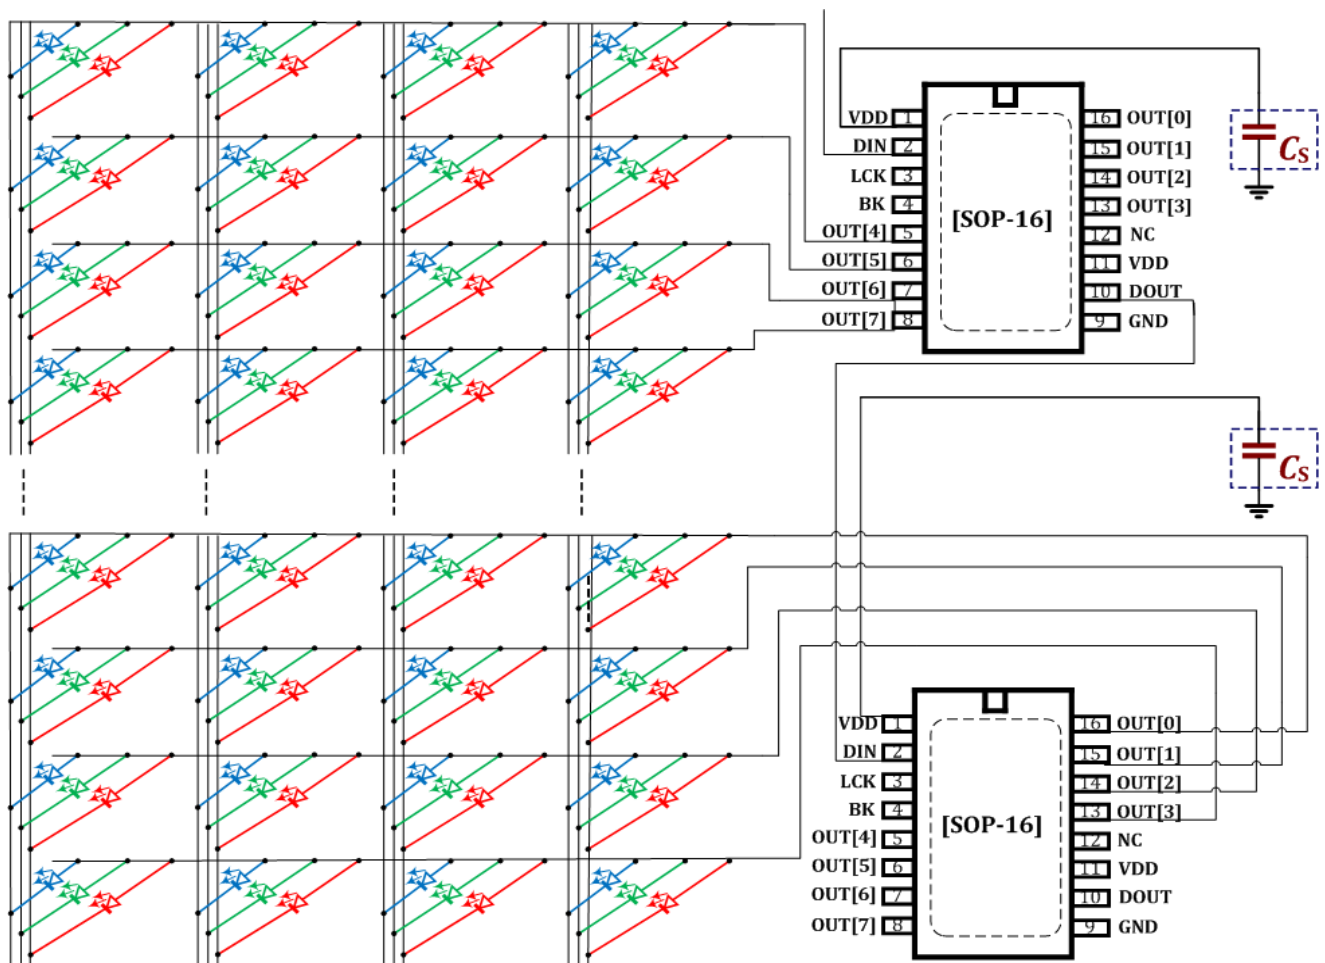 VDD 1 16 OUT[0]
DIN 2 15 OUT[1]
LCK 3 14 OUT[2]
BK 4 13 OUT[3]
OUT[4] 5 12 NC
OUT[5] 6 11 VDD
OUT[6] 7 10 DOUT
OUT[7] 8 9 GND
[SOP-16]
CS
CS
VDD 1 16 OUT[0]
DIN 2 15 OUT[1]
LCK 3 14 OUT[2]
BK 4 13 OUT[3]
OUT[4] 5 12 NC
OUT[5] 6 11 VDD
OUT[6] 7 10 DOUT
OUT[7] 8 9 GND
[SOP-16]